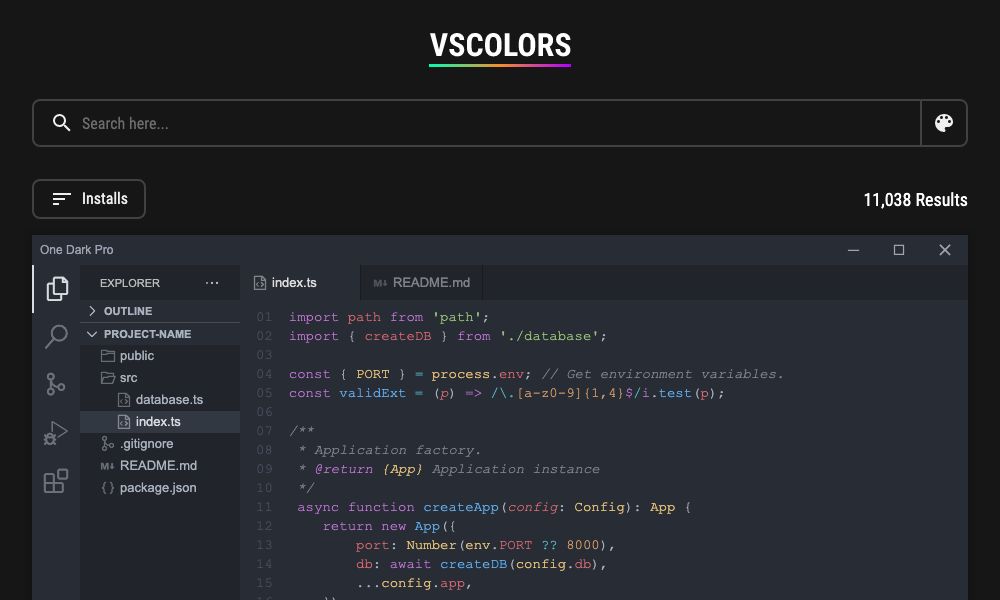 VSCOLORS
Search here...
Installs
11,038 Results
One Dark Pro
EXPLORER ···
OUTLINE
PROJECT-NAME
public
src
database.ts
index.ts
.gitignore
README.md
package.json
index.ts
README.md
01 import path from 'path';
02 import { createDB } from './database';
03
04 const { PORT } = process.env; // Get environment variables.
05 const validExt = (p) => /\.[a-z0-9]{1,4}$/i.test(p);
06
07 /**
08 * Application factory.
09 * @return {App} Application instance
10 */
11 async function createApp(config: Config): App {
12 return new App({
13 port: Number(env.PORT ?? 8000),
14 db: await createDB(config.db),
15 ...config.app,